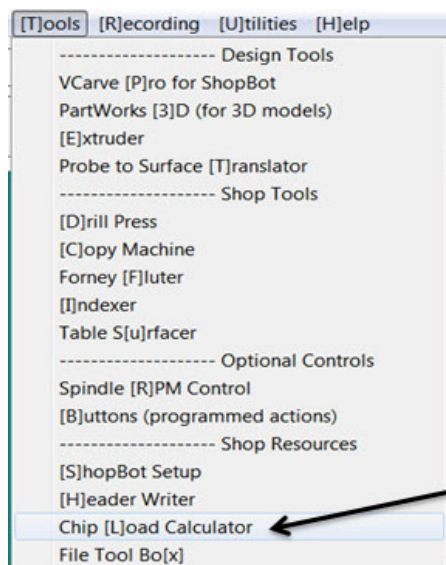 [T]ools [R]ecording [U]tilities [H]elp
-------------------- Design Tools
VCarve [P]ro for ShopBot
PartWorks [3]D (for 3D models)
[E]xtruder
Probe to Surface [T]ranslator
-------------------- Shop Tools
[D]rill Press
[C]opy Machine
Forney [F]luter
[I]ndexer
Table S[u]rfacer
-------------------- Optional Controls
Spindle [R]PM Control
[B]uttons (programmed actions)
-------------------- Shop Resources
[S]hopBot Setup
[H]eader Writer
Chip [L]oad Calculator
File Tool Bo[x]